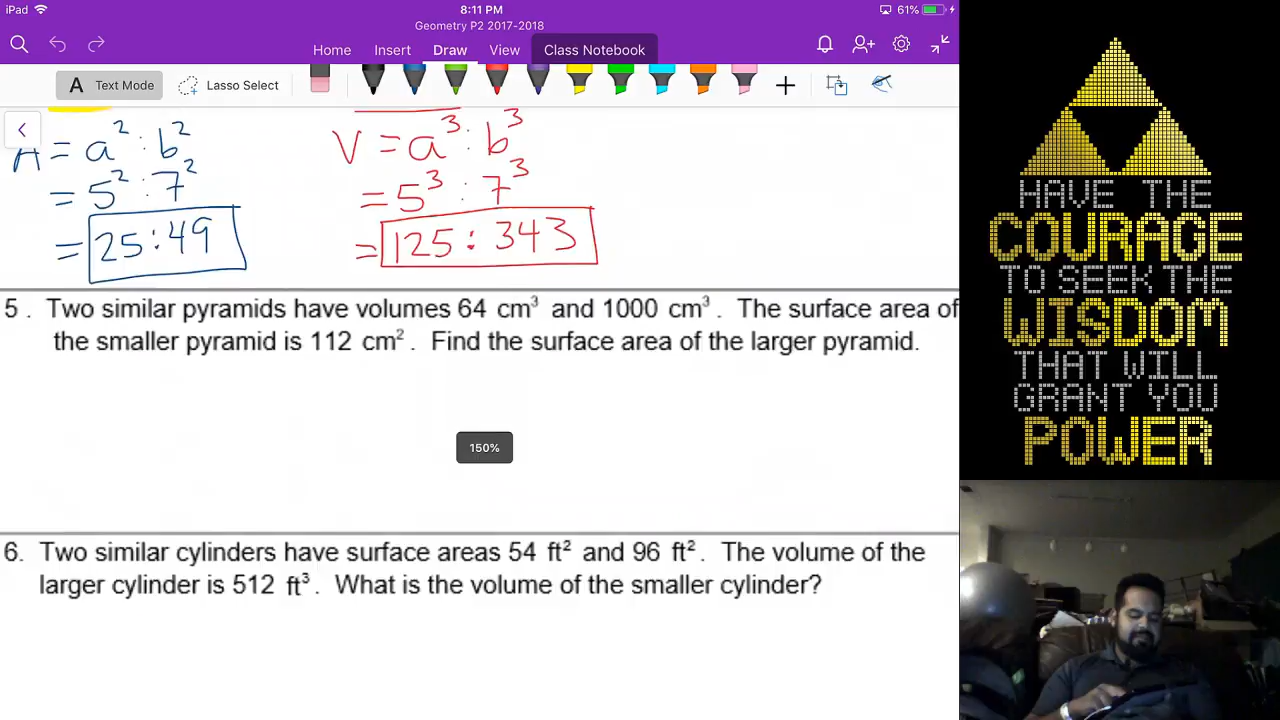 iPad 8:11 PM 61%
Geometry P2 2017-2018
Home Insert Draw View Class Notebook
A Text Mode Lasso Select
A = a² : b² V = a³ : b³
= 5² : 7² = 5³ : 7³
= 25 : 49 = 125 : 343
5 . Two similar pyramids have volumes 64 cm³ and 1000 cm³ . The surface area of
the smaller pyramid is 112 cm² . Find the surface area of the larger pyramid.
150%
6. Two similar cylinders have surface areas 54 ft² and 96 ft² . The volume of the
larger cylinder is 512 ft³ . What is the volume of the smaller cylinder?
HAVE THE
COURAGE
TO SEEK THE
WISDOM
THAT WILL
GRANT YOU
POWER